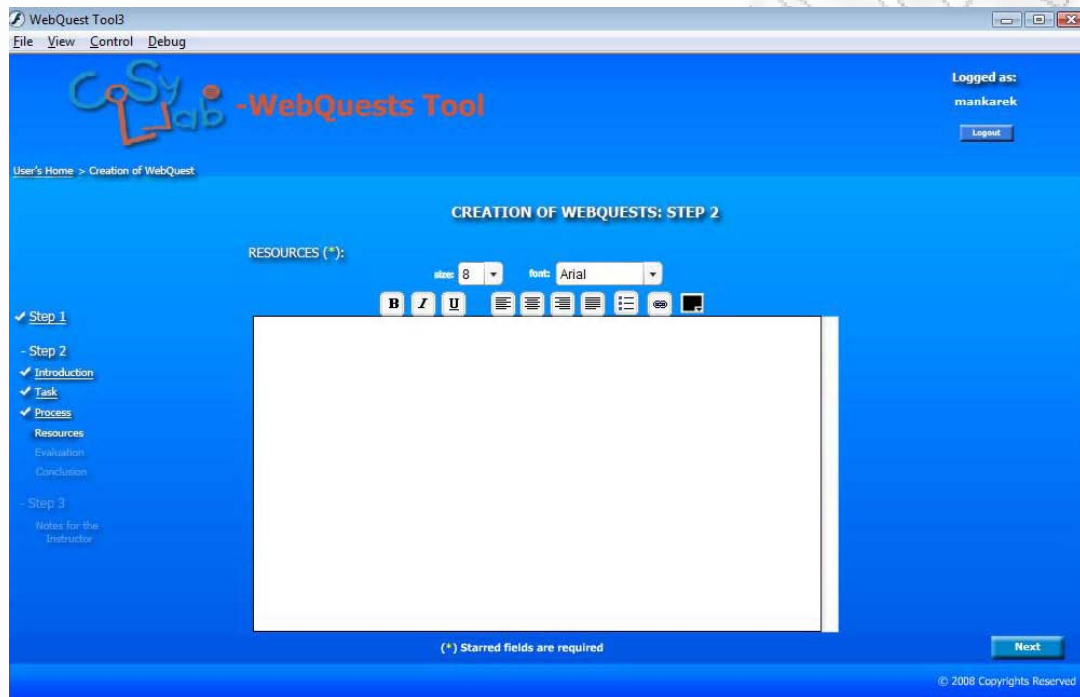 WebQuest Tool3
File View Control Debug
CoSy Lab -WebQuests Tool
Logged as:
mankarek
Logout
User's Home > Creation of WebQuest
CREATION OF WEBQUESTS: STEP 2
RESOURCES (*):
size: 8 font: Arial
B I U
Step 1
- Step 2
Introduction
Task
Process
Resources
Evaluation
Conclusion
- Step 3
Notes for the
Instructor
(*) Starred fields are required
Next
© 2008 Copyrights Reserved